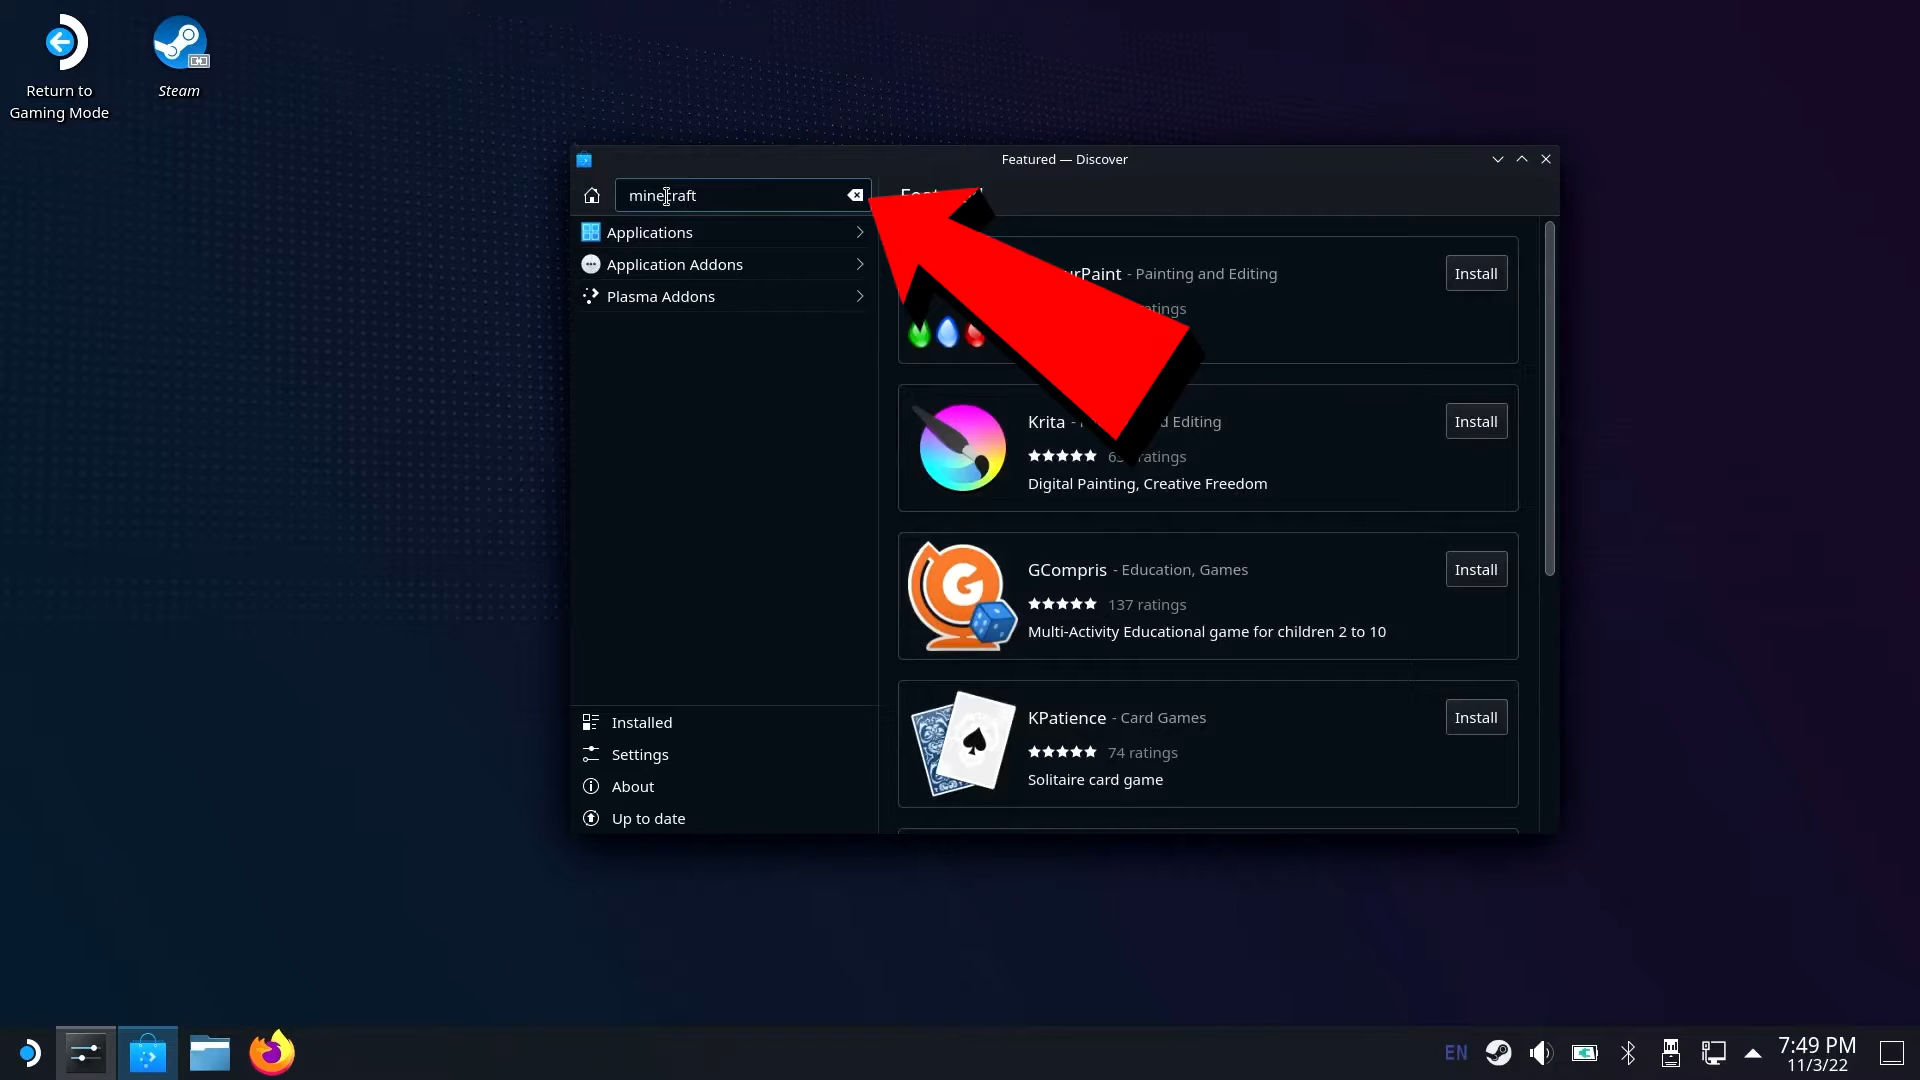 Return to
Gaming Mode
Steam
Featured — Discover
minecraft
Applications
Application Addons
Plasma Addons
Installed
Settings
About
Up to date
- Painting and Editing
Install
Krita -
Editing
ratings
Digital Painting, Creative Freedom
Install
GCompris - Education, Games
137 ratings
Multi-Activity Educational game for children 2 to 10
Install
KPatience - Card Games
74 ratings
Solitaire card game
Install
EN
7:49 PM
11/3/22